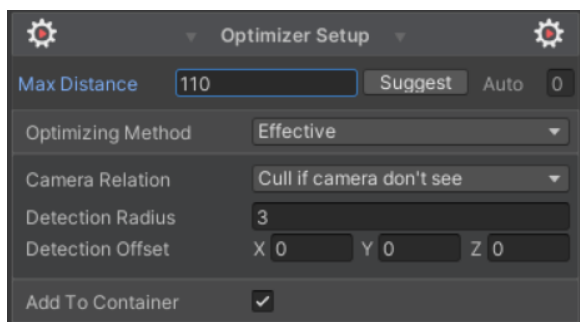 Optimizer Setup
Max Distance 110 Suggest Auto 0
Optimizing Method Effective
Camera Relation Cull if camera don't see
Detection Radius 3
Detection Offset X 0 Y 0 Z 0
Add To Container